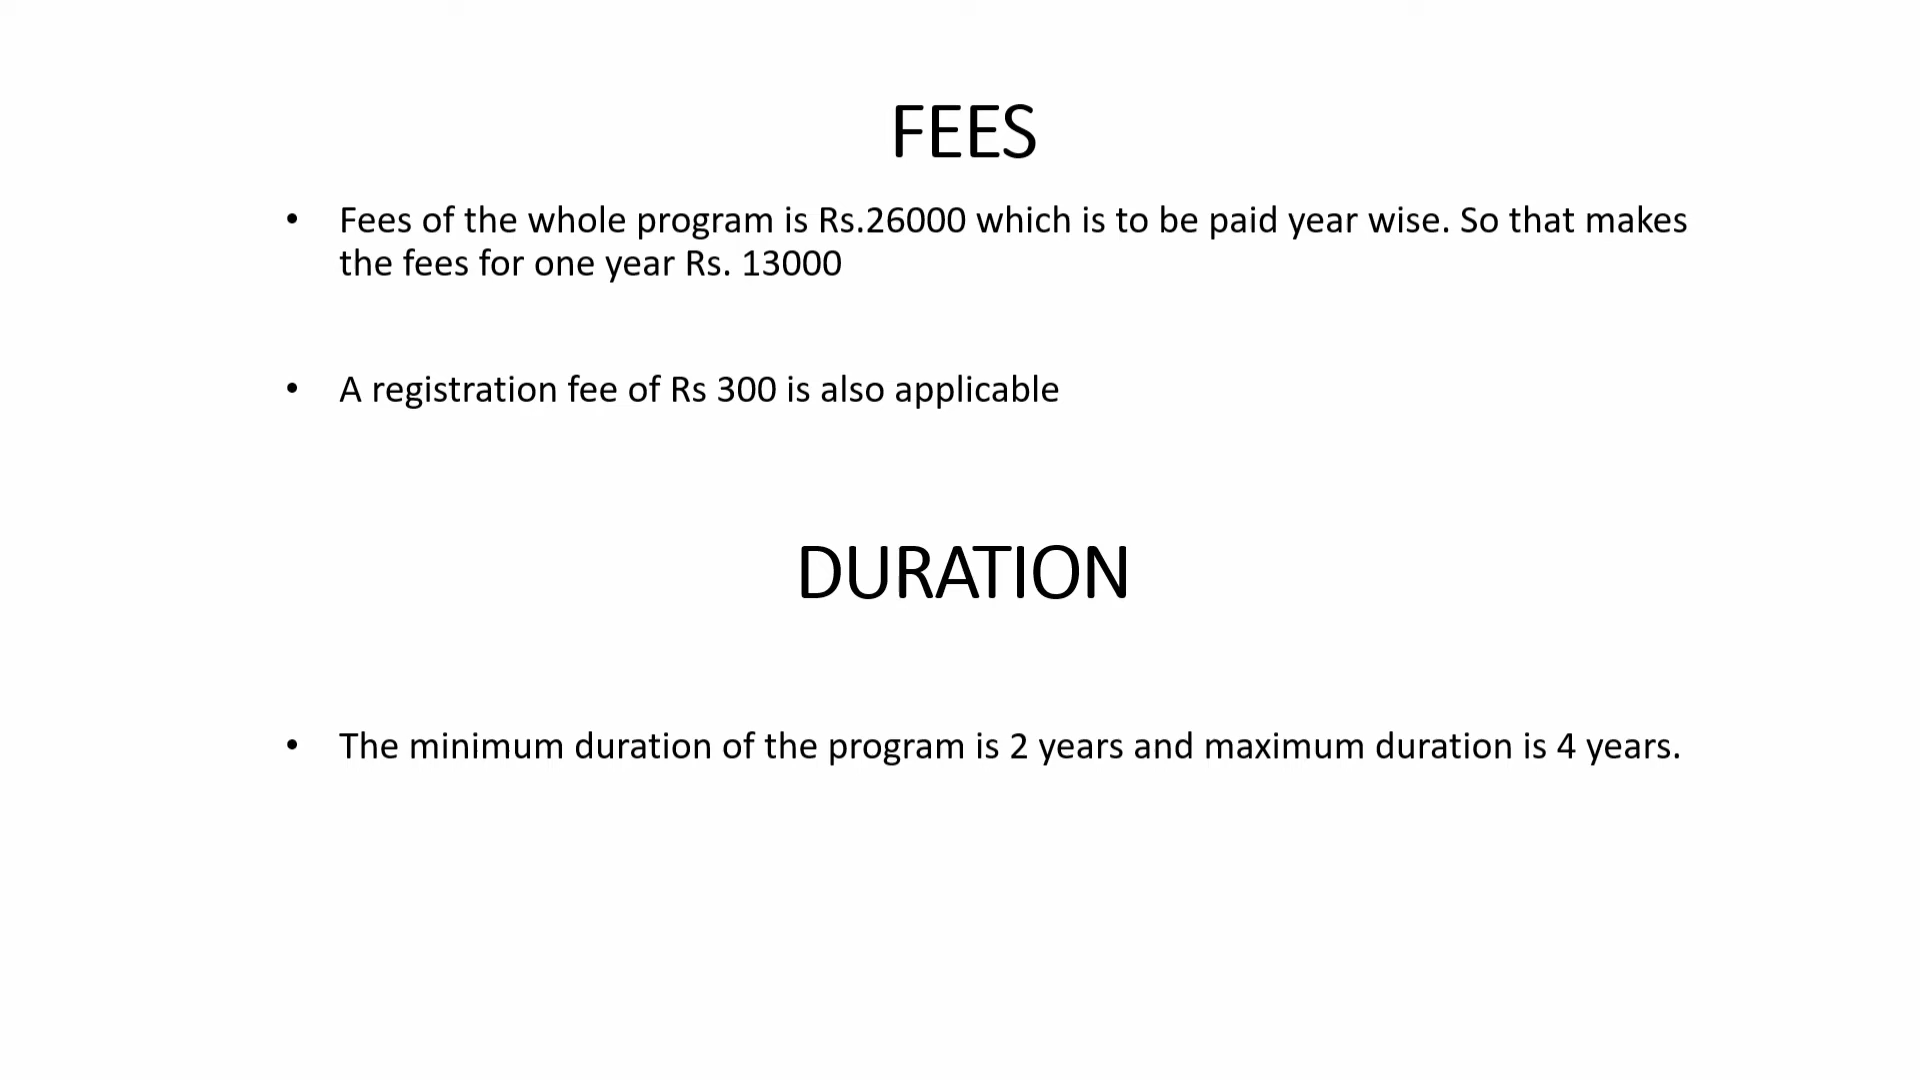 FEES
• Fees of the whole program is Rs.26000 which is to be paid year wise. So that makes
the fees for one year Rs. 13000
• A registration fee of Rs 300 is also applicable
DURATION
• The minimum duration of the program is 2 years and maximum duration is 4 years.